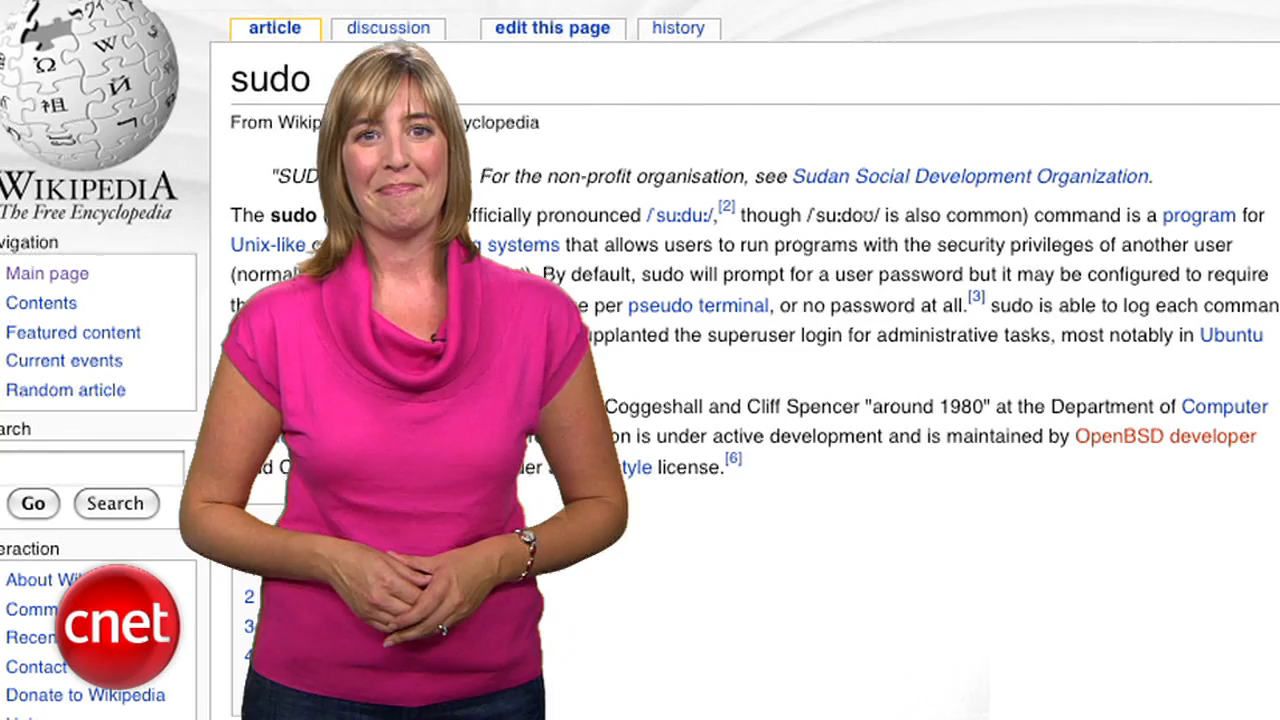 article discussion edit this page history
sudo
From Wikip yclopedia
"SUD For the non-profit organisation, see Sudan Social Development Organization.
The sudo officially pronounced /ˈsuːduː/,[2] though /ˈsuːdoʊ/ is also common) command is a program for
Unix-like g systems that allows users to run programs with the security privileges of another user
(normal ). By default, sudo will prompt for a user password but it may be configured to require
th e per pseudo terminal, or no password at all.[3] sudo is able to log each comman
upplanted the superuser login for administrative tasks, most notably in Ubuntu
Coggeshall and Cliff Spencer "around 1980" at the Department of Computer
on is under active development and is maintained by OpenBSD developer
der style license.[6]
2
3
4
WIKIPEDIA
The Free Encyclopedia
vigation
Main page
Contents
Featured content
Current events
Random article
arch
Go Search
eraction
About Wi
Comm
Recen
Contact
Donate to Wikipedia
cnet